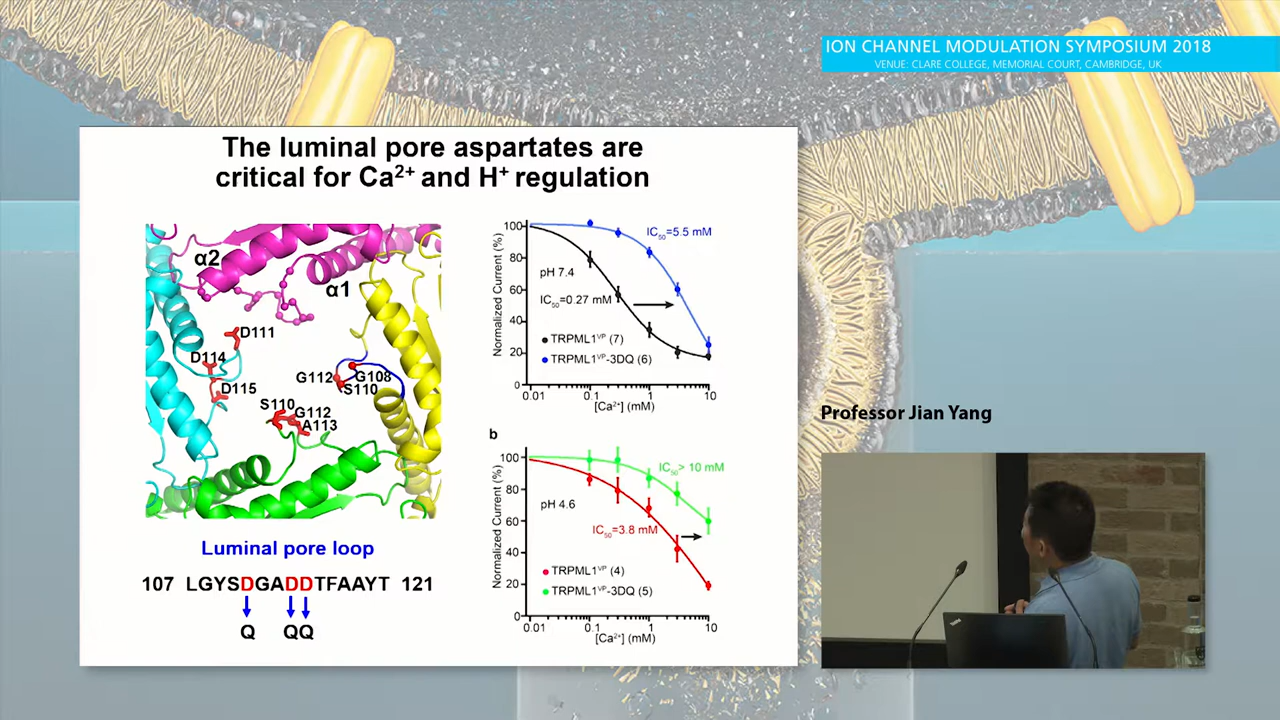 ION CHANNEL MODULATION SYMPOSIUM 2018
VENUE: CLARE COLLEGE, MEMORIAL COURT, CAMBRIDGE, UK
The luminal pore aspartates are
critical for Ca²⁺ and H⁺ regulation
α2
α1
D111
D114
D115
G112
G108
S110
S110
G112
A113
Luminal pore loop
107 LGYSDGADDTFAAYT 121
Q QQ
Normalized Current (%)
100
80
60
40
20
0
IC₅₀=5.5 mM
pH 7.4
IC₅₀=0.27 mM
TRPML1ⱽᴾ (7)
TRPML1ⱽᴾ-3DQ (6)
0.01 0.1 1 10
[Ca²⁺] (mM)
b
Normalized Current (%)
100
80
60
40
20
0
IC₅₀> 10 mM
pH 4.6
IC₅₀=3.8 mM
TRPML1ⱽᴾ (4)
TRPML1ⱽᴾ-3DQ (5)
0.01 0.1 1 10
[Ca²⁺] (mM)
Professor Jian Yang